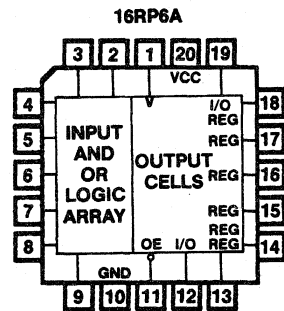 16RP6A
3 2 1 20 19
VCC
4 I/O 18
REG
5 INPUT REG 17
AND OUTPUT
6 OR CELLS REG 16
LOGIC
7 ARRAY REG 15
REG
8 OE I/O REG 14
GND
9 10 11 12 13